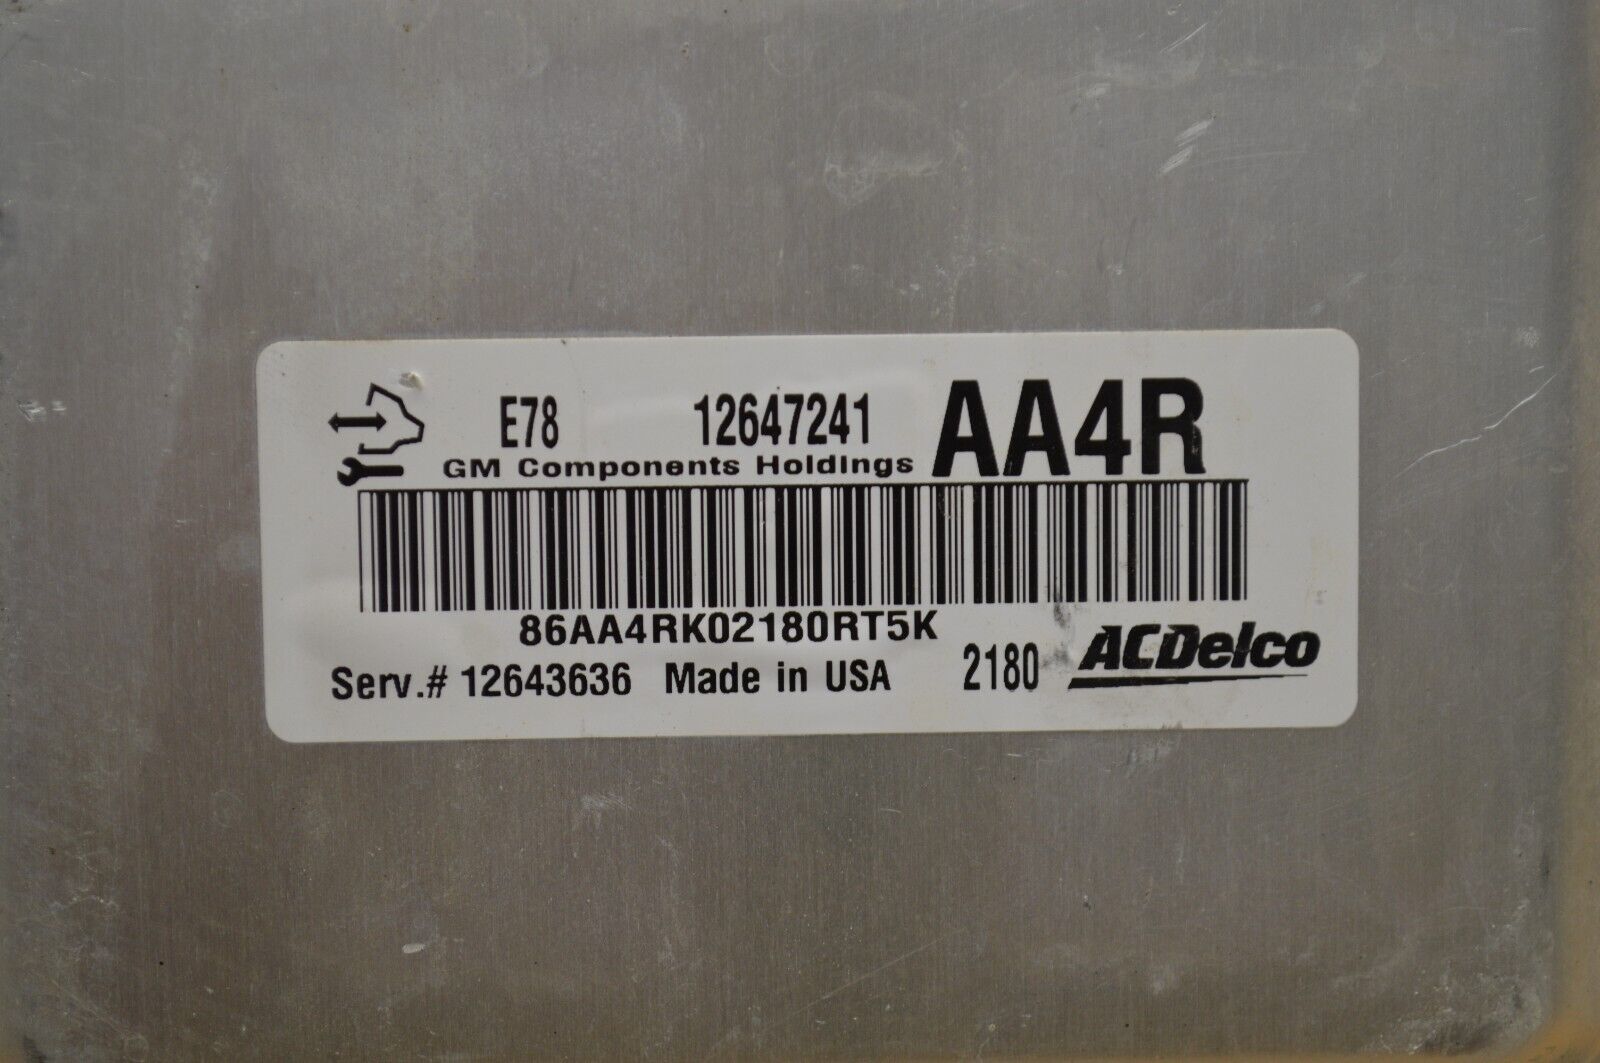 E78 12647241 AA4R
GM Components Holdings
86AA4RK02180RT5K
Serv.# 12643636 Made in USA 2180 ACDelco